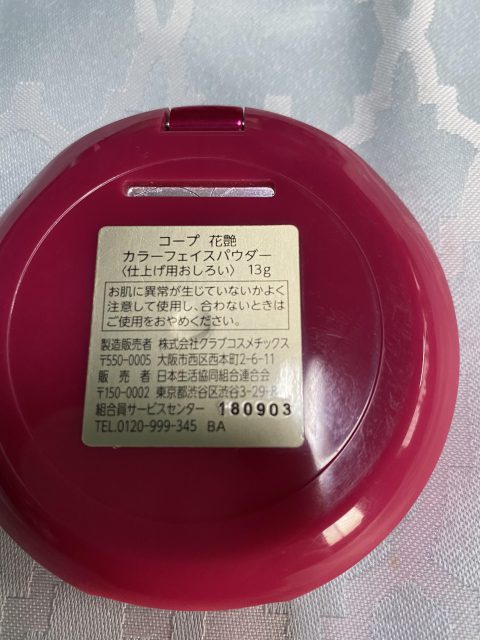 コープ 花艶
カラーフェイスパウダー
〈仕上げ用おしろい〉 13g
お肌に異常が生じていないかよく
注意して使用し、合わないときは
ご使用をおやめください。
製造販売者 株式会社クラブコスメチックス
〒550-0005 大阪市西区西本町2-6-11
販売者 日本生活協同組合連合会
〒150-0002 東京都渋谷区渋谷3-29-8
組合員サービスセンター 180903
TEL.0120-999-345 BA